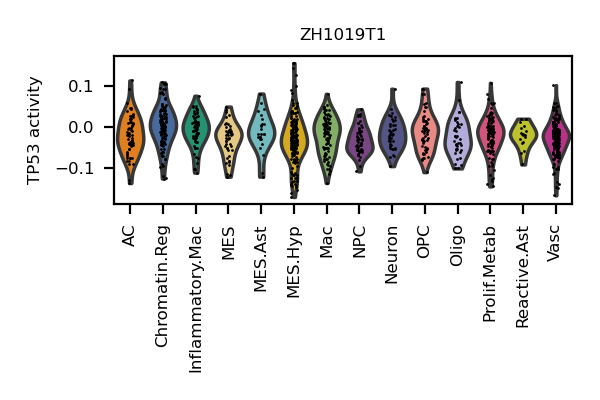 ZH1019T1
TP53 activity
0.1
0.0
−0.1
AC
Chromatin.Reg
Inflammatory.Mac
MES
MES.Ast
MES.Hyp
Mac
NPC
Neuron
OPC
Oligo
Prolif.Metab
Reactive.Ast
Vasc